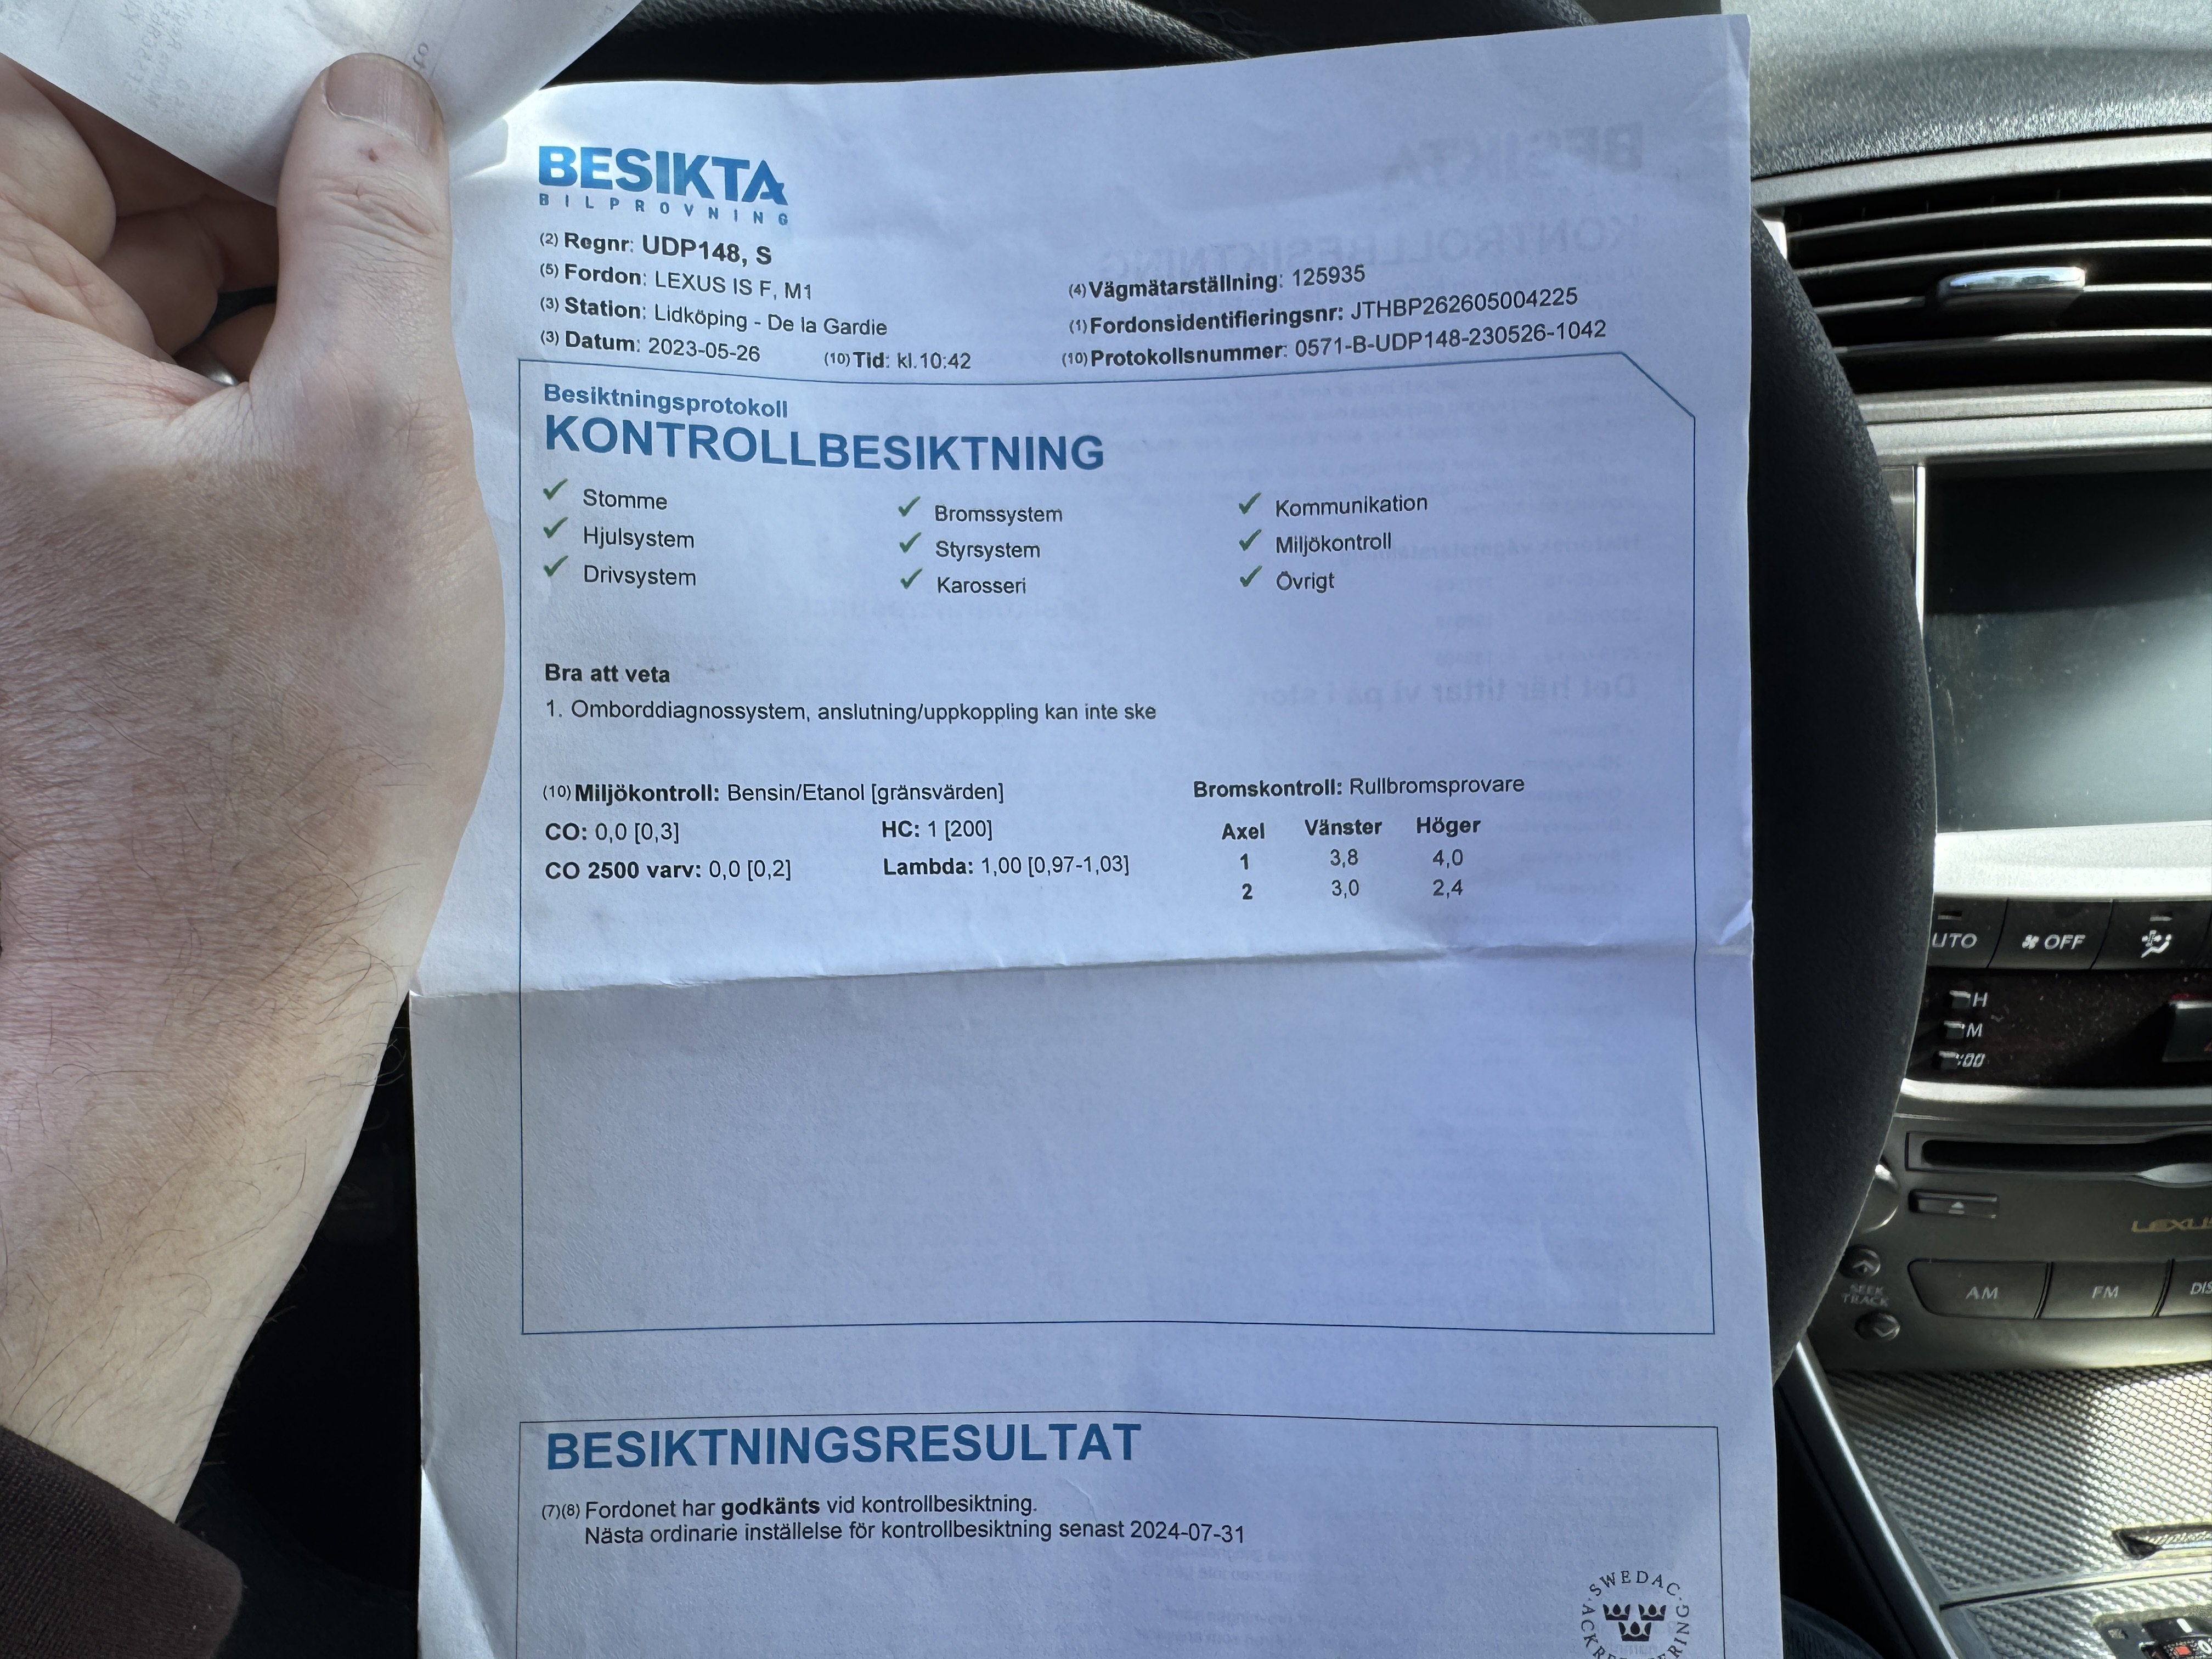 BESIKTA
BILPROVNING
(2) Regnr: UDP148, S
(5) Fordon: LEXUS IS F, M1
(4) Vägmätarställning: 125935
(3) Station: Lidköping - De la Gardie
(1) Fordonsidentifieringsnr: JTHBP262605004225
(3) Datum: 2023-05-26 (10) Tid: kl.10:42
(10) Protokollsnummer: 0571-B-UDP148-230526-1042
Besiktningsprotokoll
KONTROLLBESIKTNING
✓ Stomme ✓ Bromssystem ✓ Kommunikation
✓ Hjulsystem ✓ Styrsystem ✓ Miljökontroll
✓ Drivsystem ✓ Karosseri ✓ Övrigt
Bra att veta
1. Omborddiagnossystem, anslutning/uppkoppling kan inte ske
(10) Miljökontroll: Bensin/Etanol [gränsvärden]
CO: 0,0 [0,3] HC: 1 [200]
CO 2500 varv: 0,0 [0,2] Lambda: 1,00 [0,97-1,03]
Bromskontroll: Rullbromsprovare
Axel Vänster Höger
1 3,8 4,0
2 3,0 2,4
BESIKTNINGSRESULTAT
(7)(8) Fordonet har godkänts vid kontrollbesiktning.
Nästa ordinarie inställelse för kontrollbesiktning senast 2024-07-31
SWEDAC
OFF
H
M
:00
LEXUS
SEEK
TRACK
AM
FM